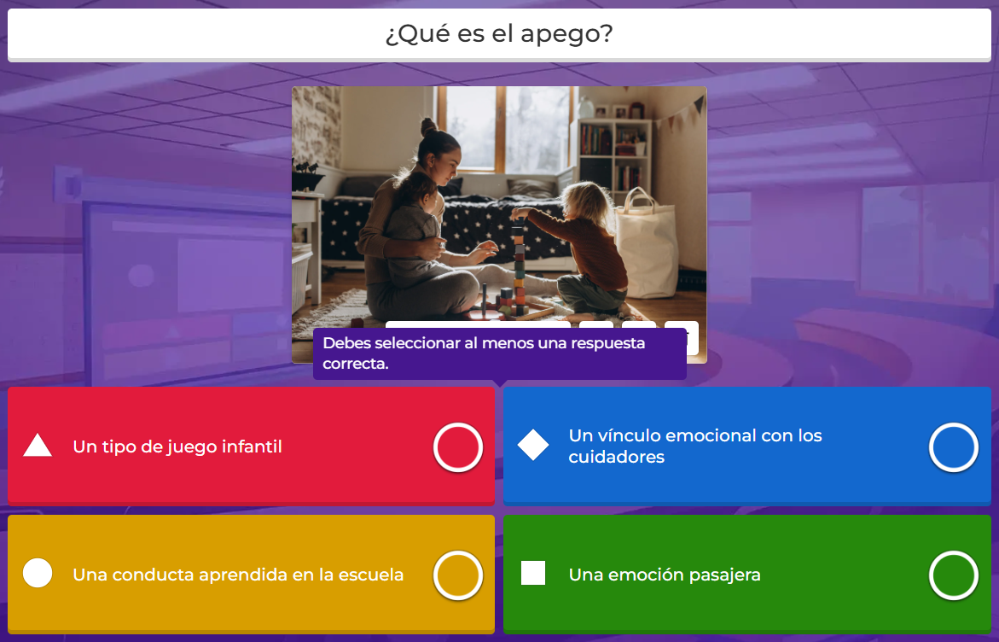 ¿Qué es el apego?
Debes seleccionar al menos una respuesta
correcta.
Un tipo de juego infantil
Un vínculo emocional con los
cuidadores
Una conducta aprendida en la escuela
Una emoción pasajera